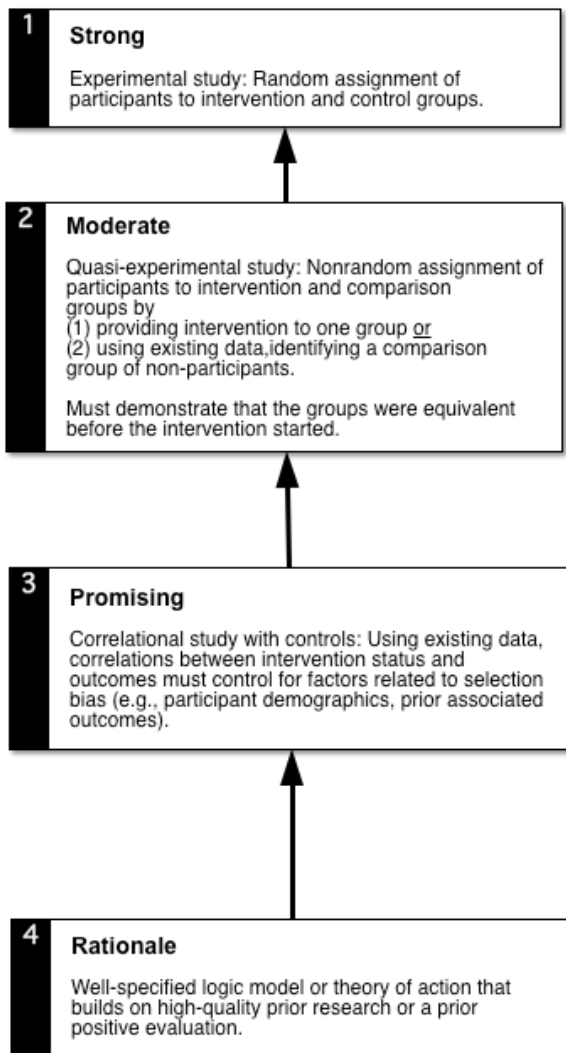 1
Strong
Experimental study: Random assignment of
participants to intervention and control groups.
2
Moderate
Quasi-experimental study: Nonrandom assignment of
participants to intervention and comparison
groups by
(1) providing intervention to one group or
(2) using existing data,identifying a comparison
group of non-participants.
Must demonstrate that the groups were equivalent
before the intervention started.
3
Promising
Correlational study with controls: Using existing data,
correlations between intervention status and
outcomes must control for factors related to selection
bias (e.g., participant demographics, prior associated
outcomes).
4
Rationale
Well-specified logic model or theory of action that
builds on high-quality prior research or a prior
positive evaluation.